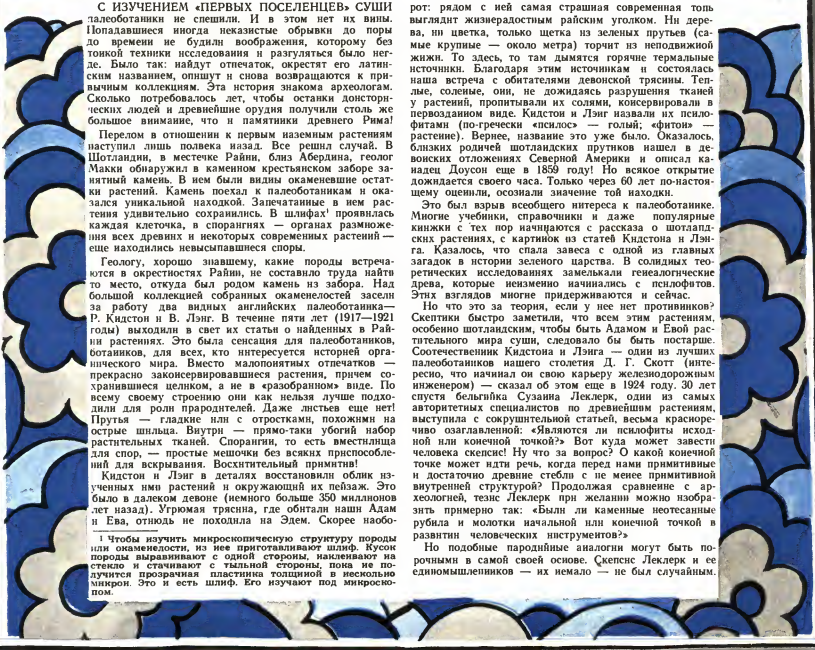 С ИЗУЧЕНИЕМ «ПЕРВЫХ ПОСЕЛЕНЦЕВ» СУШИ
палеоботаники не спешили. И в этом нет их вины.
Попадавшиеся иногда неказистые обрывки до поры
до времени не будили воображения, которому без
тонкой техники исследования и разгуляться было нег-
де. Было так: найдут отпечаток, окрестят его латин-
ским названием, опишут и снова возвращаются к при-
вычным коллекциям. Эта история знакома археологам.
Сколько потребовалось лет, чтобы останки доистори-
ческих людей и древнейшие орудия получили столь же
большое внимание, что и памятники древнего Рима!
Перелом в отношении к первым наземным растениям
наступил лишь полвека назад. Все решил случай. В
Шотландии, в местечке Райни, близ Абердина, геолог
Макки обнаружил в каменном крестьянском заборе за-
нятный камень. В нем были видны окаменевшие остат-
ки растений. Камень поехал к палеоботаникам и ока-
зался уникальной находкой. Запечатанные в нем рас-
тения удивительно сохранились. В шлифах¹ проявилась
каждая клеточка, в спорангиях — органах размноже-
ния всех древних и некоторых современных растений —
еще находились невысыпавшиеся споры.
Геологу, хорошо знавшему, какие породы встреча-
ются в окрестностях Райни, не составило труда найти
то место, откуда был родом камень из забора. Над
большой коллекцией собранных окаменелостей засели
за работу два видных английских палеоботаника—
Р. Кидстон и В. Лэнг. В течение пяти лет (1917—1921
годы) выходили в свет их статьи о найденных в Рай-
ни растениях. Это была сенсация для палеоботаников,
ботаников, для всех, кто интересуется историей орга-
нического мира. Вместо малопонятных отпечатков —
прекрасно законсервировавшиеся растения, причем со-
хранившиеся целиком, а не в «разобранном» виде. По
всему своему строению они как нельзя лучше подхо-
дили для роли прародителей. Даже листьев еще нет!
Прутья — гладкие или с отростками, похожими на
острые шильца. Внутри — прямо-таки убогий набор
растительных тканей. Спорангии, то есть вместилища
для спор, — простые мешочки без всяких приспособле-
ний для вскрывания. Восхитительный примитив!
Кидстон и Лэнг в деталях восстановили облик из-
ученных ими растений и окружающий их пейзаж. Это
было в далеком девоне (немного больше 350 миллионов
лет назад). Угрюмая трясина, где обитали наши Адам
и Ева, отнюдь не походила на Эдем. Скорее наобо-
¹ Чтобы изучить микроскопическую структуру породы
или окаменелости, из нее приготавливают шлиф. Кусок
породы выравнивают с одной стороны, наклеивают на
стекло и стачивают с тыльной стороны, пока не по-
лучится прозрачная пластинка толщиной в несколько
микрон. Это и есть шлиф. Его изучают под микроско-
пом.
рот: рядом с ней самая страшная современная топь
выглядит жизнерадостным райским уголком. Ни дере-
ва, ни цветка, только щетка из зеленых прутьев (са-
мые крупные — около метра) торчит из неподвижной
жижи. То здесь, то там дымятся горячие термальные
источники. Благодаря этим источникам и состоялась
наша встреча с обитателями девонской трясины. Теп-
лые, соленые, они, не дожидаясь разрушения тканей
у растений, пропитывали их солями, консервировали в
первозданном виде. Кидстон и Лэнг назвали их псило-
фитами (по-гречески «псилос» — голый; «фитон» —
растение). Вернее, название это уже было. Оказалось,
близких родичей шотландских прутиков нашел в де-
вонских отложениях Северной Америки и описал ка-
надец Доусон еще в 1859 году! Но всякое открытие
дожидается своего часа. Только через 60 лет по-настоя-
щему оценили, осознали значение той находки.
Это был взрыв всеобщего интереса к палеоботанике.
Многие учебники, справочники и даже популярные
книжки с тех пор начинаются с рассказа о шотланд-
ских растениях, с картинок из статей Кидстона и Лэн-
га. Казалось, что спала завеса с одной из главных
загадок в истории зеленого царства. В солидных тео-
ретических исследованиях замелькали генеалогические
древа, которые неизменно начинались с псилофитов.
Этих взглядов многие придерживаются и сейчас.
Но что это за теория, если у нее нет противников?
Скептики быстро заметили, что всем этим растениям,
особенно шотландским, чтобы быть Адамом и Евой рас-
тительного мира суши, следовало бы быть постарше.
Соотечественник Кидстона и Лэнга — один из лучших
палеоботаников нашего столетия Д. Г. Скотт (инте-
ресно, что начинал он свою карьеру железнодорожным
инженером) — сказал об этом еще в 1924 году. 30 лет
спустя бельгийка Сузанна Леклерк, один из самых
авторитетных специалистов по древнейшим растениям,
выступила с сокрушительной статьей, весьма красноре-
чиво озаглавленной: «Являются ли псилофиты исход-
ной или конечной точкой?» Вот куда может завести
человека скепсис! Ну что за вопрос? О какой конечной
точке может идти речь, когда перед нами примитивные
и достаточно древние стебли с не менее примитивной
внутренней структурой? Продолжая сравнение с ар-
хеологией, тезис Леклерк при желании можно изобра-
зить примерно так: «Были ли каменные неотесанные
рубила и молотки начальной или конечной точкой в
развитии человеческих инструментов?»
Но подобные пародийные аналогии могут быть по-
рочными в самой своей основе. Скепсис Леклерк и ее
единомышленников — их немало — не был случайным.